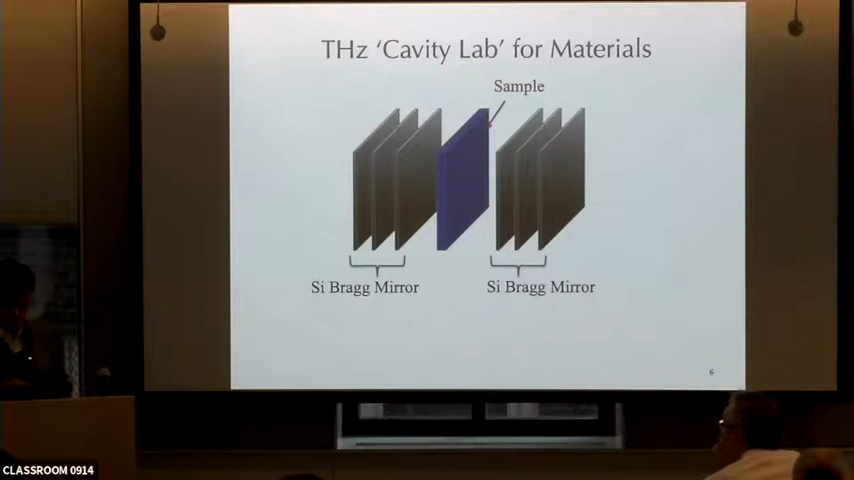 THz ‘Cavity Lab’ for Materials
Sample
Si Bragg Mirror
Si Bragg Mirror
6
CLASSROOM 0914